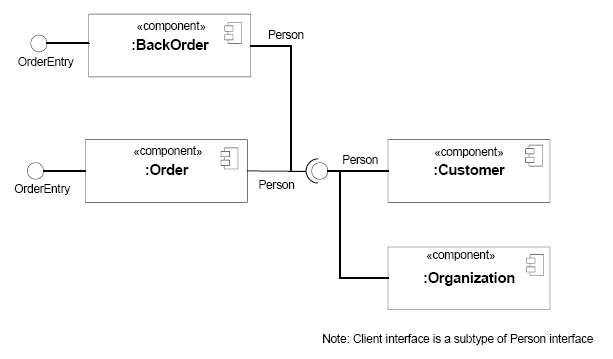 «component»
:BackOrder
Person
OrderEntry
«component»
:Order
Person
OrderEntry
Person
«component»
:Customer
«component»
:Organization
Note: Client interface is a subtype of Person interface